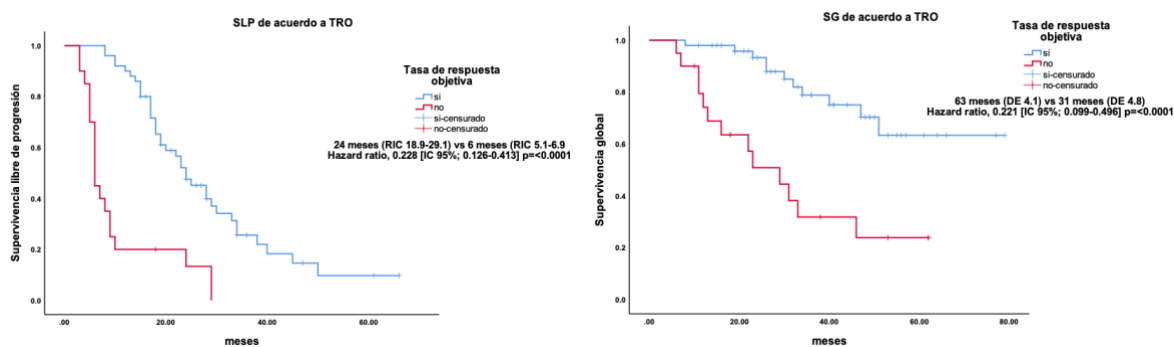 SLP de acuerdo a TRO
Supervivencia libre de progresión
1.0
0.8
0.6
0.4
0.2
0.0
.00
20.00
40.00
60.00
meses
Tasa de respuesta
objetiva
si
no
si-censurado
no-censurado
24 meses (RIC 18.9-29.1) vs 6 meses (RIC 5.1-6.9
Hazard ratio, 0.228 [IC 95%; 0.126-0.413] p=<0.0001
SG de acuerdo a TRO
Supervivencia global
1.0
0.8
0.6
0.4
0.2
0.0
.00
20.00
40.00
60.00
80.00
meses
Tasa de respuesta
objetiva
si
no
si-censurado
no-censurado
63 meses (DE 4.1) vs 31 meses (DE 4.8)
Hazard ratio, 0.221 [IC 95%; 0.099-0.496] p=<0.0001